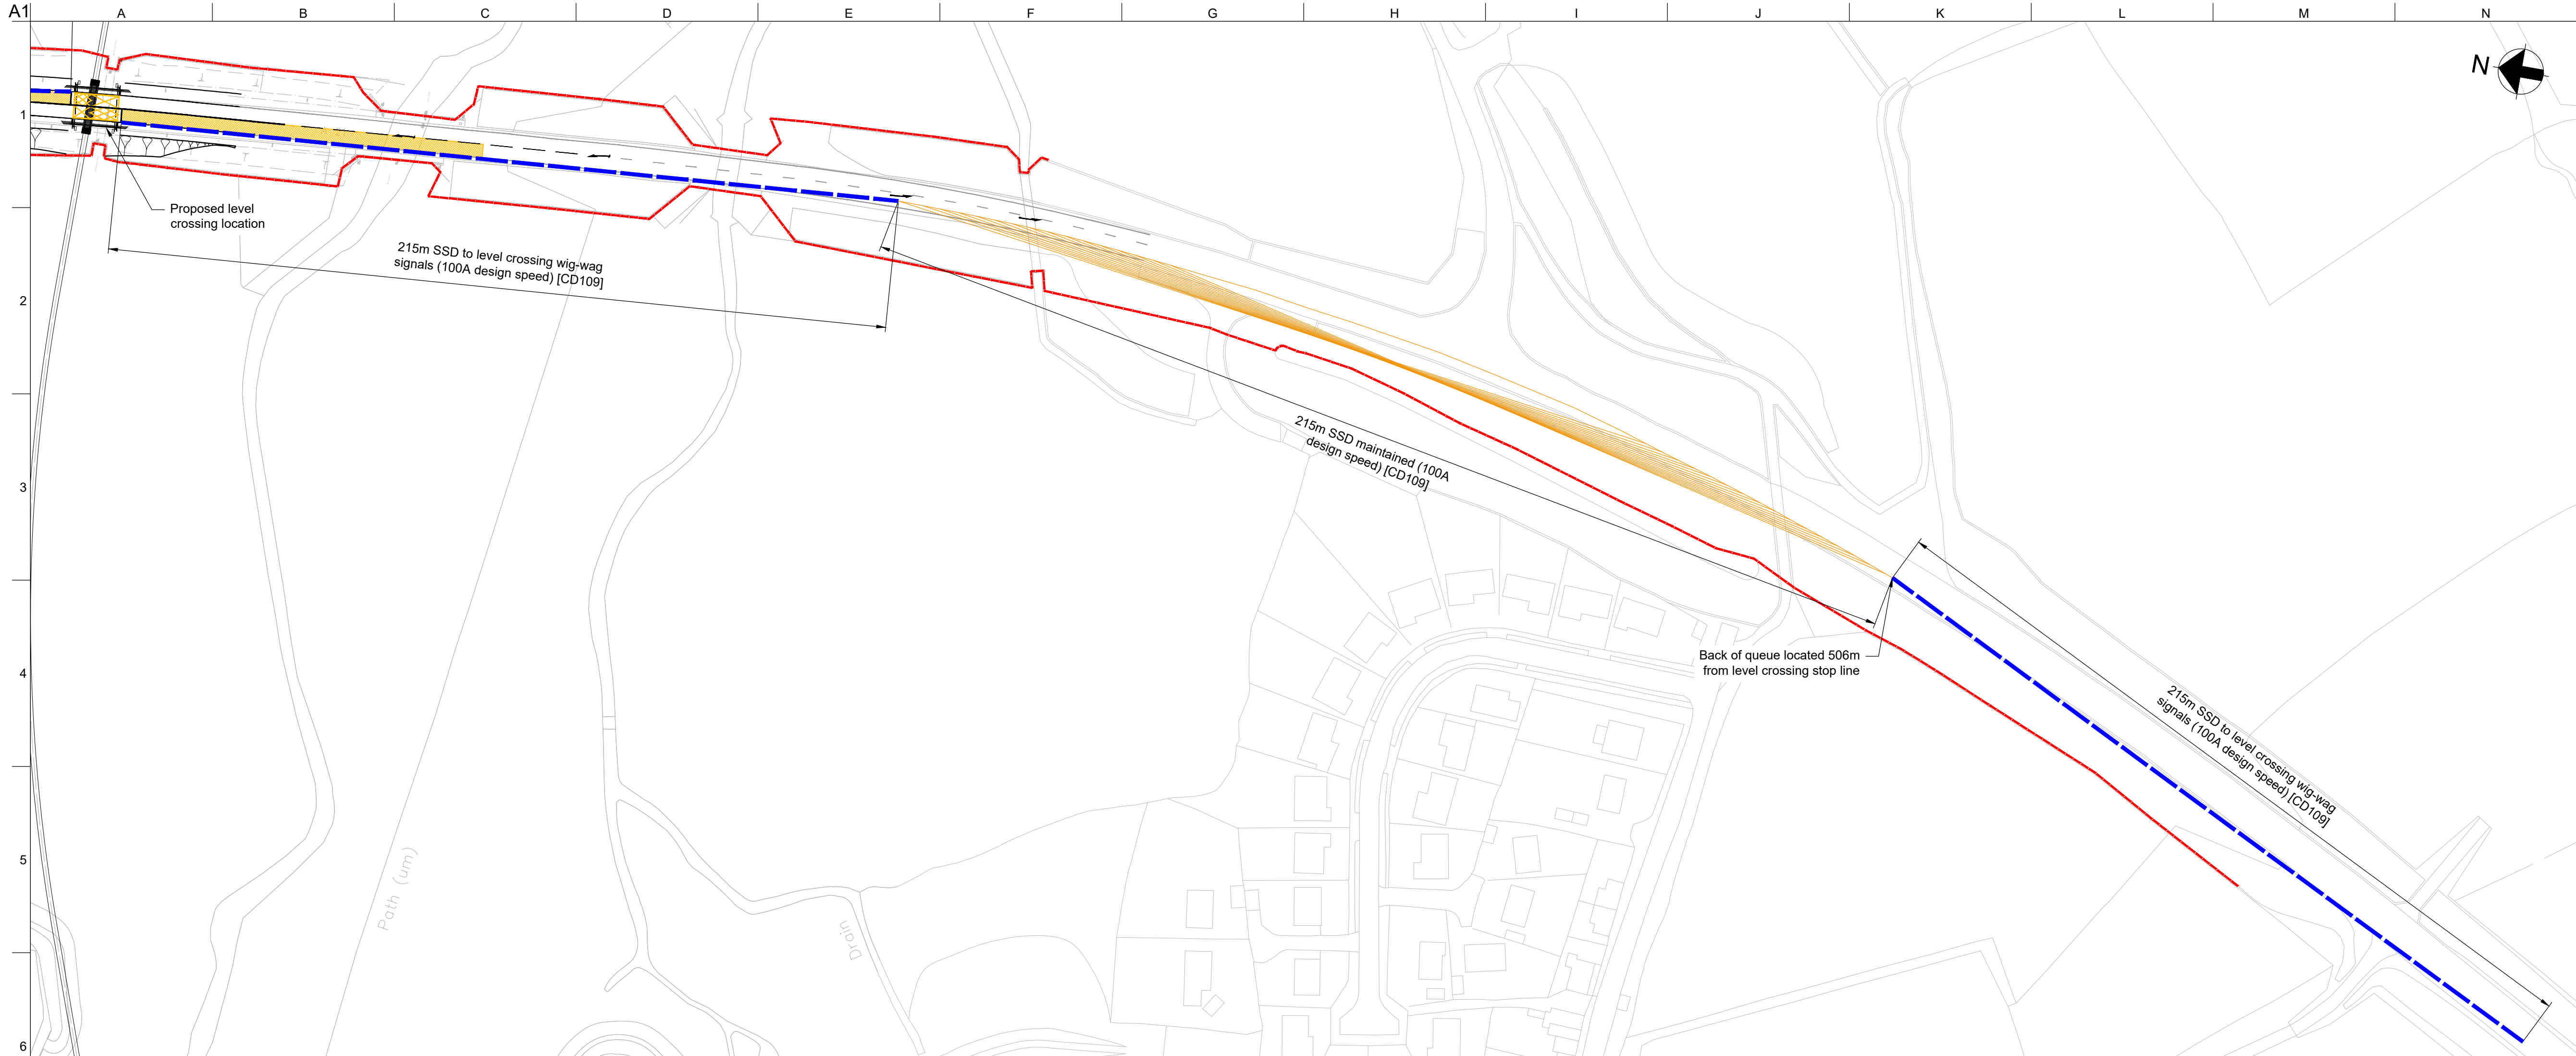 A1
A
B
C
D
E
F
G
H
I
J
K
L
M
N
N
1
2
3
4
5
6
Proposed level
crossing location
215m SSD to level crossing wig-wag
signals (100A design speed) [CD109]
215m SSD maintained (100A
design speed) [CD109]
Back of queue located 506m
from level crossing stop line
215m SSD to level crossing wig-wag
signals (100A design speed) [CD109]
Path (um)
Drain